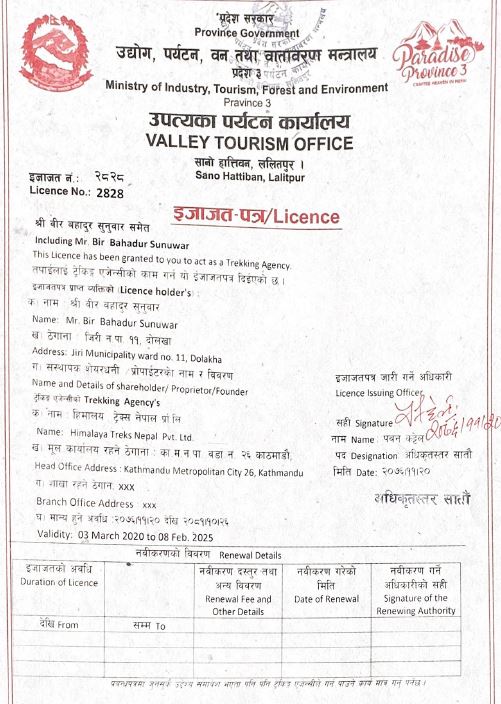 प्रदेश सरकार
Province Government
उद्योग, पर्यटन, वन तथा वातावरण मन्त्रालय
प्रदेश ३
Ministry of Industry, Tourism, Forest and Environment
Pravince 3
Paradise
Province 3
उपत्यका पर्यटन कार्यालय
VALLEY TOURISM OFFICE
सानो हात्तिवन, ललितपुर ।
Sano Hattiban, Lalitpur
इजाजत नं.: २८२८
Licence No.: 2828
इजाजत-पत्र/Licence
श्री बीर बहादुर सुनुवार समेत
Including Mr. Bir Bahadur Sunuwar
This Licence has been granted to you to act as a Trekking Agency.
तपाईलाई ट्रेकिङ एजेन्सीको काम गर्न यो ईजाजनपत्र दिईएको छ ।
इजाजतपत्र प्राप्त व्यक्तिको (Licence holder's) :
क। नाम : श्री बीर बहादुर सुनुवार
Name: Mr. Bir Bahadur Sunuwar
ख। ठेगाना : जिरी न पा. ११, दोलखा
Address: Jiri Municipality ward no. 11, Dolakha
ग। संस्थापक शेयरधनी / प्रोपाईटरको नाम र विवरण
Name and Details of shareholder/ Proprietor/Founder
ट्रेकिङ एजेन्सीको Trekking Agency's
क। नाम : हिमालय ट्रेक्स नेपाल प्रा लि
Name: Himalaya Treks Nepal Pvt. Ltd.
ख। मूल कार्यालय रहने ठेगाना : का.म.न.पा. वडा नं. २६ काठमाडौं,
Head Office Address : Kathmandu Metropolitan City 26, Kathmandu
ग। शाखा रहने ठेगान. xxx
Branch Office Address xxx
घ। मान्य हुने अवधि :२०७६।११।२० देखि २०८१।१०।२६
Validity: 03 March 2020 to 08 Feb. 2025
इजाजतपत्र जारी गर्ने अधिकारी
Licence Issuing Officer
सही Signature
२०७६/११/२०
नाम Name : पवन कट्टेल
पद Designation अधिकृतस्तर सातौ
मिति Date: २०७६।११।२०
अधिकृतस्तर सातौं
नवीकरणको विवरण Renewal Details
इजाजतको अवधि
Duration of Licence
नवीकरण दस्तुर तथा
अन्य विवरण
Renewal Fee and
Other Details
नवीकरण गरेको
मिति
Date of Renewal
नवीकरण गर्ने
अधिकारीको सही
Signature of the
Renewing Authority
देखि From
सम्म To